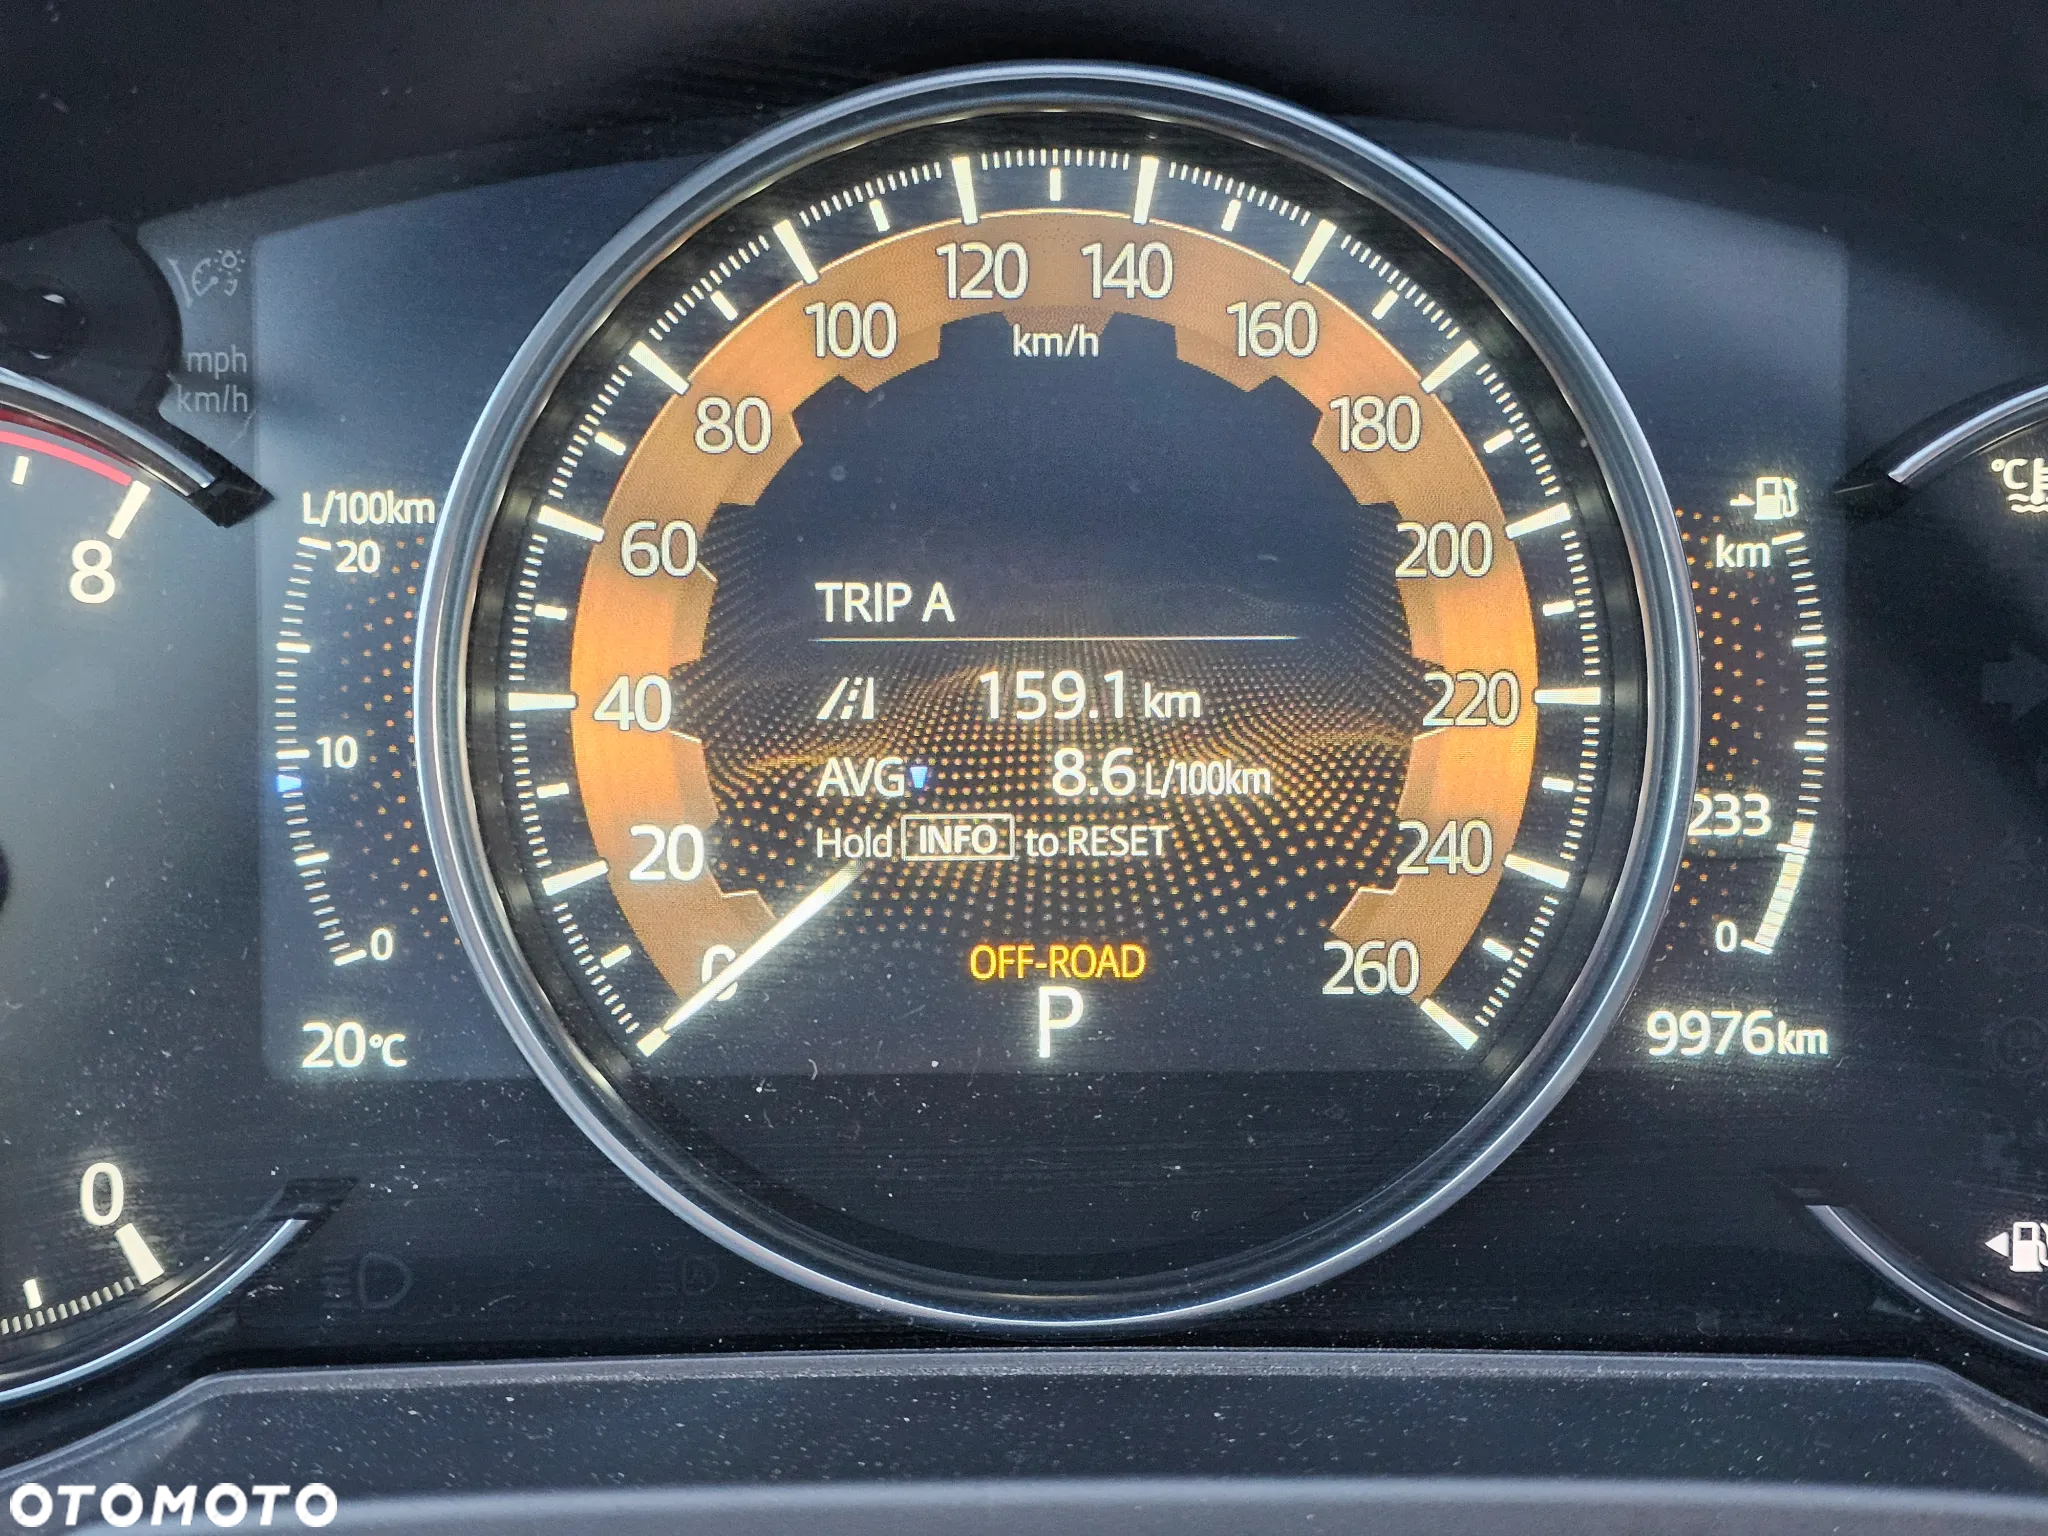 mph
km/h
8
0
L/100km
20
10
0
20°C
0
20
40
60
80
100
120
140
160
180
200
220
240
260
km/h
TRIP A
159.1 km
AVG 8.6 L/100km
Hold INFO to RESET
OFF-ROAD
P
km
233
0
9976km
°C
OTOMOTO